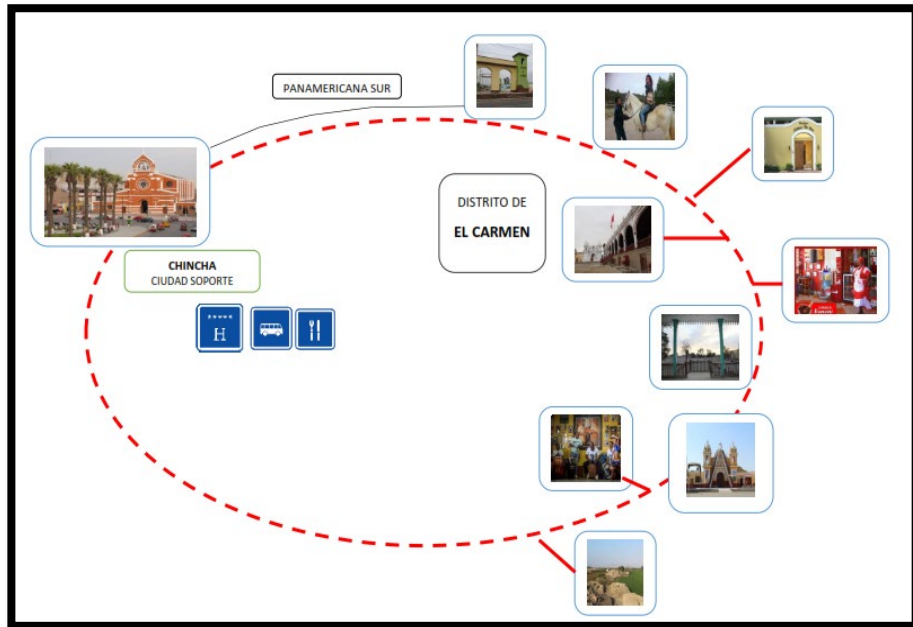 PANAMERICANA SUR
DISTRITO DE
EL CARMEN
CHINCHA
CIUDAD SOPORTE
H